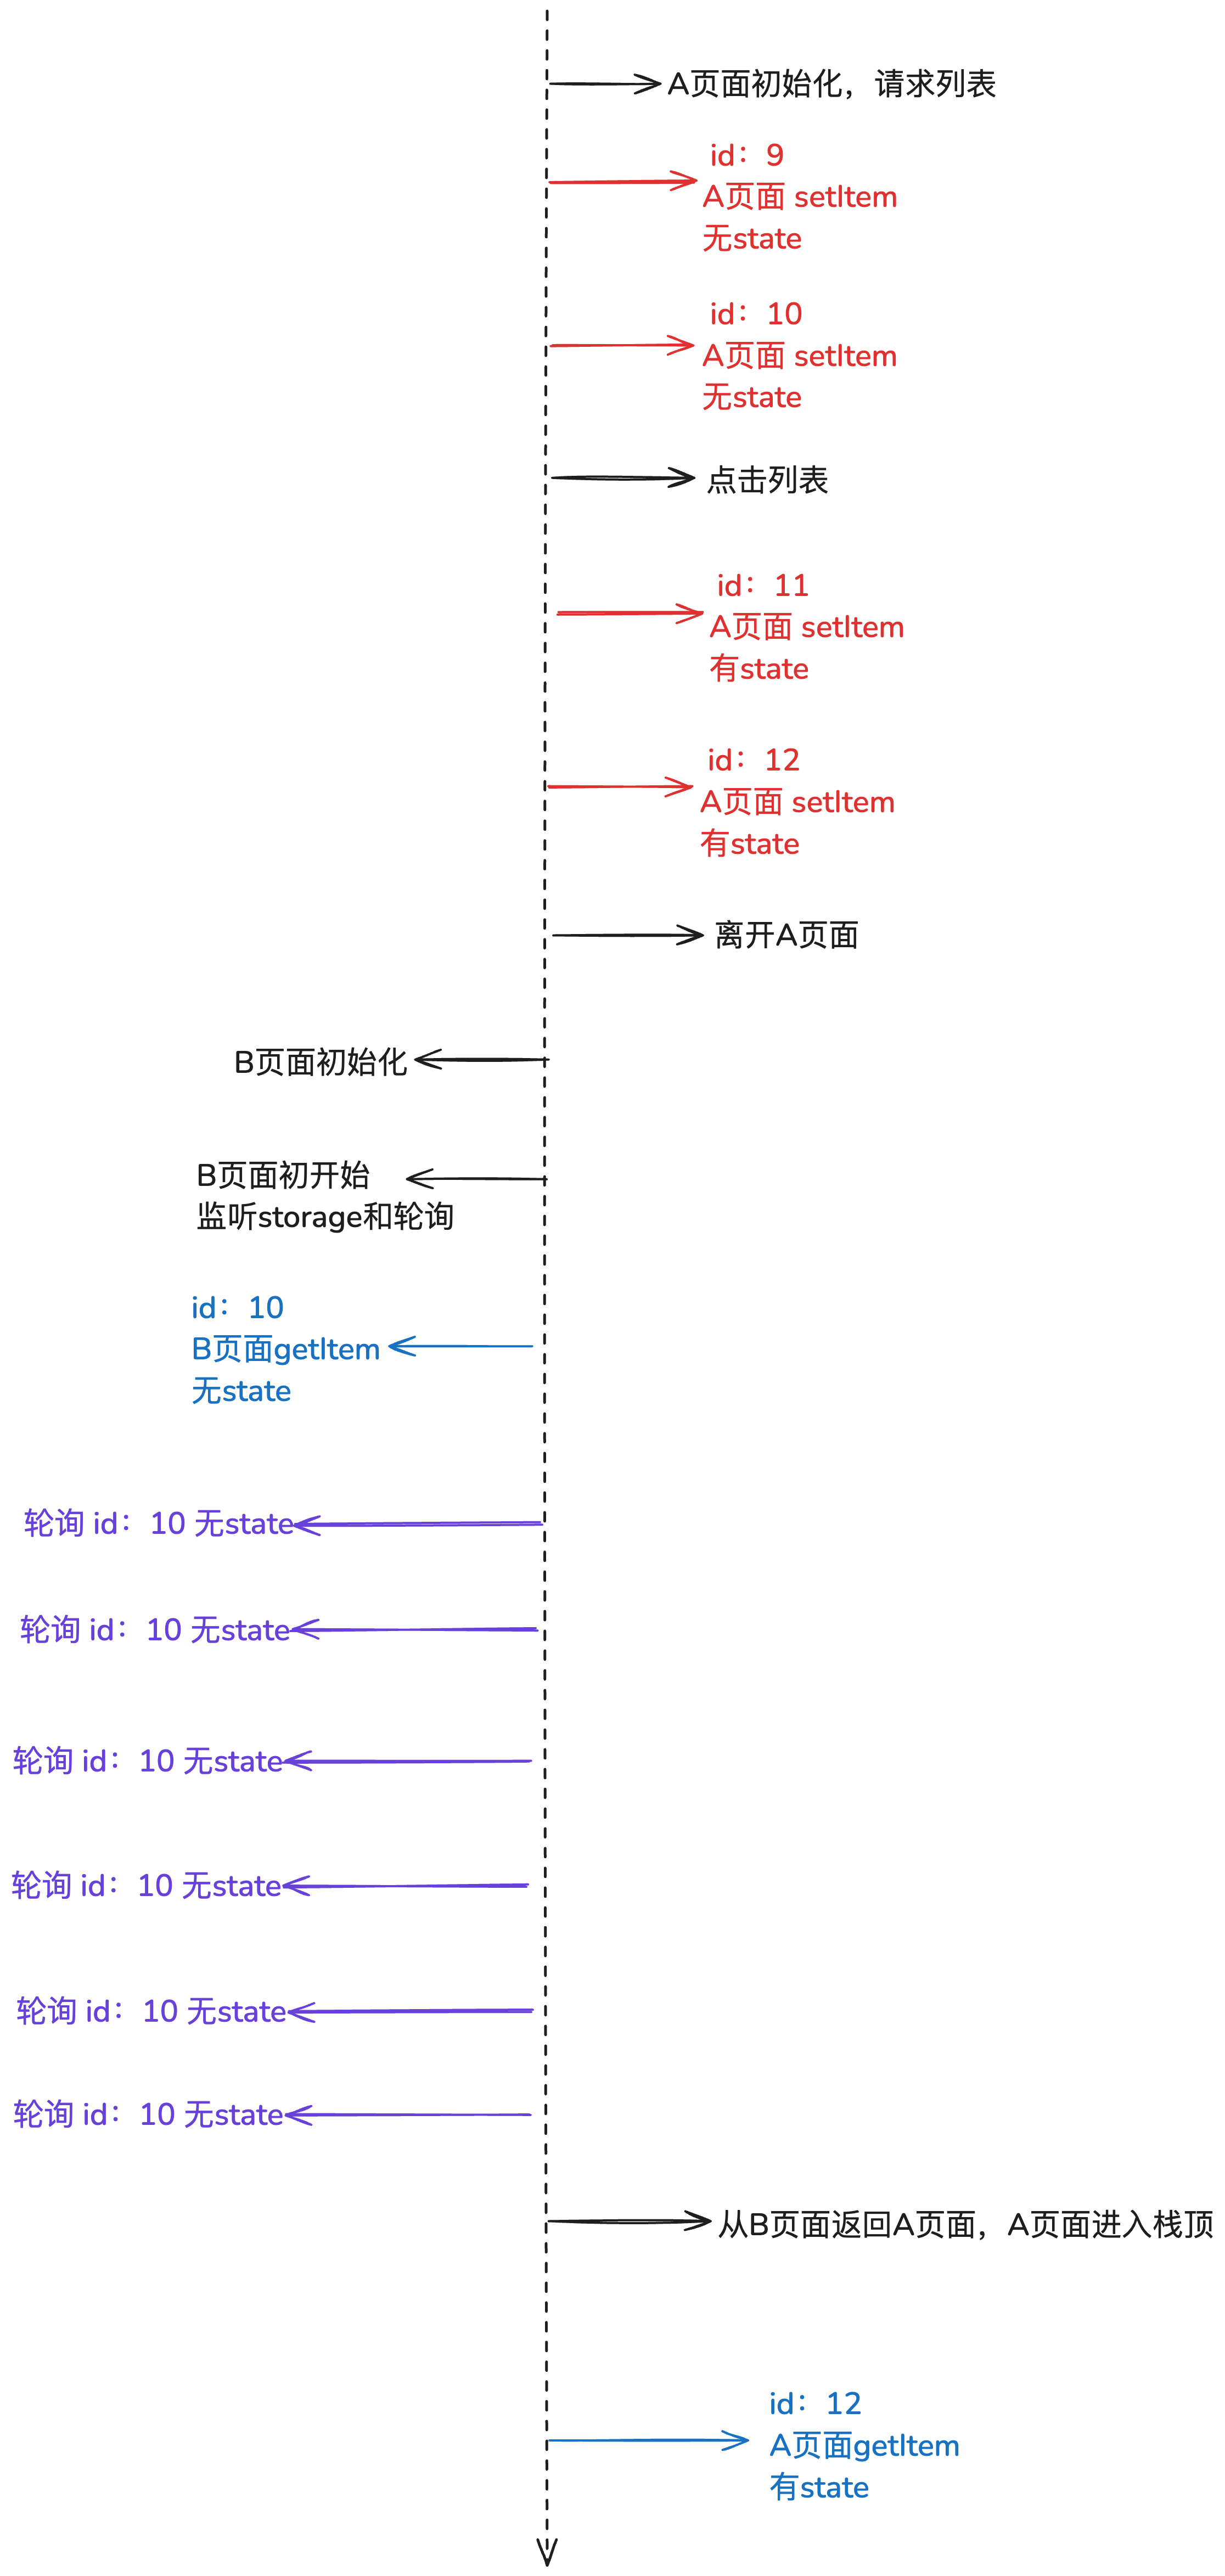 A页面初始化，请求列表
id：9
A页面 setItem
无state
id：10
A页面 setItem
无state
点击列表
id：11
A页面 setItem
有state
id：12
A页面 setItem
有state
离开A页面
B页面初始化
B页面初开始
监听storage和轮询
id：10
B页面getItem
无state
轮询 id：10 无state
轮询 id：10 无state
轮询 id：10 无state
轮询 id：10 无state
轮询 id：10 无state
轮询 id：10 无state
从B页面返回A页面，A页面进入栈顶
id：12
A页面getItem
有state